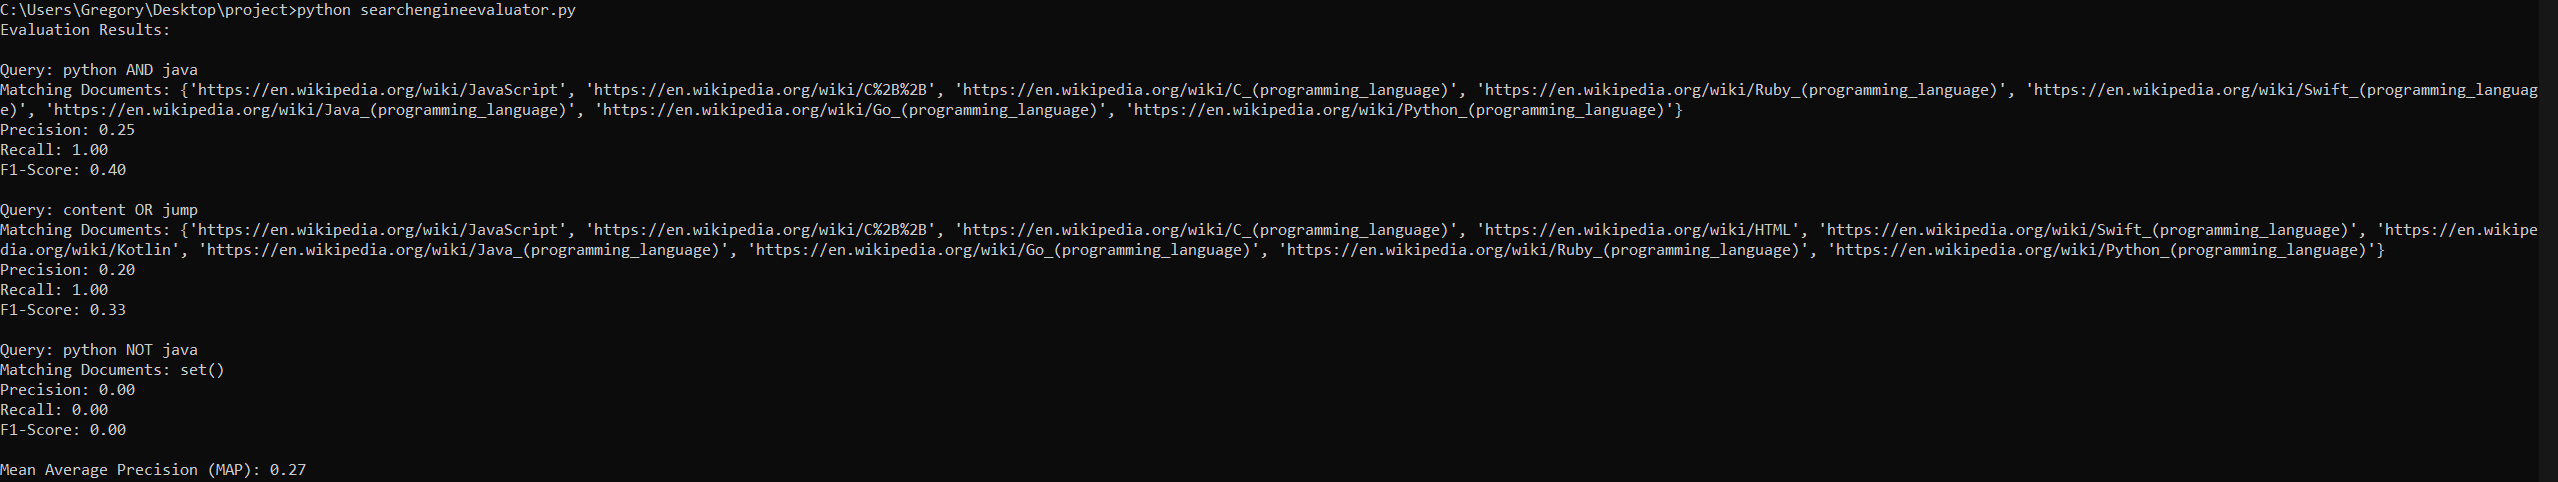 C:\Users\Gregory\Desktop\project>python searchengineevaluator.py
Evaluation Results:
Query: python AND java
Matching Documents: {'https://en.wikipedia.org/wiki/JavaScript', 'https://en.wikipedia.org/wiki/C%2B%2B', 'https://en.wikipedia.org/wiki/C_(programming_language)', 'https://en.wikipedia.org/wiki/Ruby_(programming_language)', 'https://en.wikipedia.org/wiki/Swift_(programming_languag
e)', 'https://en.wikipedia.org/wiki/Java_(programming_language)', 'https://en.wikipedia.org/wiki/Go_(programming_language)', 'https://en.wikipedia.org/wiki/Python_(programming_language)'}
Precision: 0.25
Recall: 1.00
F1-Score: 0.40
Query: content OR jump
Matching Documents: {'https://en.wikipedia.org/wiki/JavaScript', 'https://en.wikipedia.org/wiki/C%2B%2B', 'https://en.wikipedia.org/wiki/C_(programming_language)', 'https://en.wikipedia.org/wiki/HTML', 'https://en.wikipedia.org/wiki/Swift_(programming_language)', 'https://en.wikipe
dia.org/wiki/Kotlin', 'https://en.wikipedia.org/wiki/Java_(programming_language)', 'https://en.wikipedia.org/wiki/Go_(programming_language)', 'https://en.wikipedia.org/wiki/Ruby_(programming_language)', 'https://en.wikipedia.org/wiki/Python_(programming_language)'}
Precision: 0.20
Recall: 1.00
F1-Score: 0.33
Query: python NOT java
Matching Documents: set()
Precision: 0.00
Recall: 0.00
F1-Score: 0.00
Mean Average Precision (MAP): 0.27